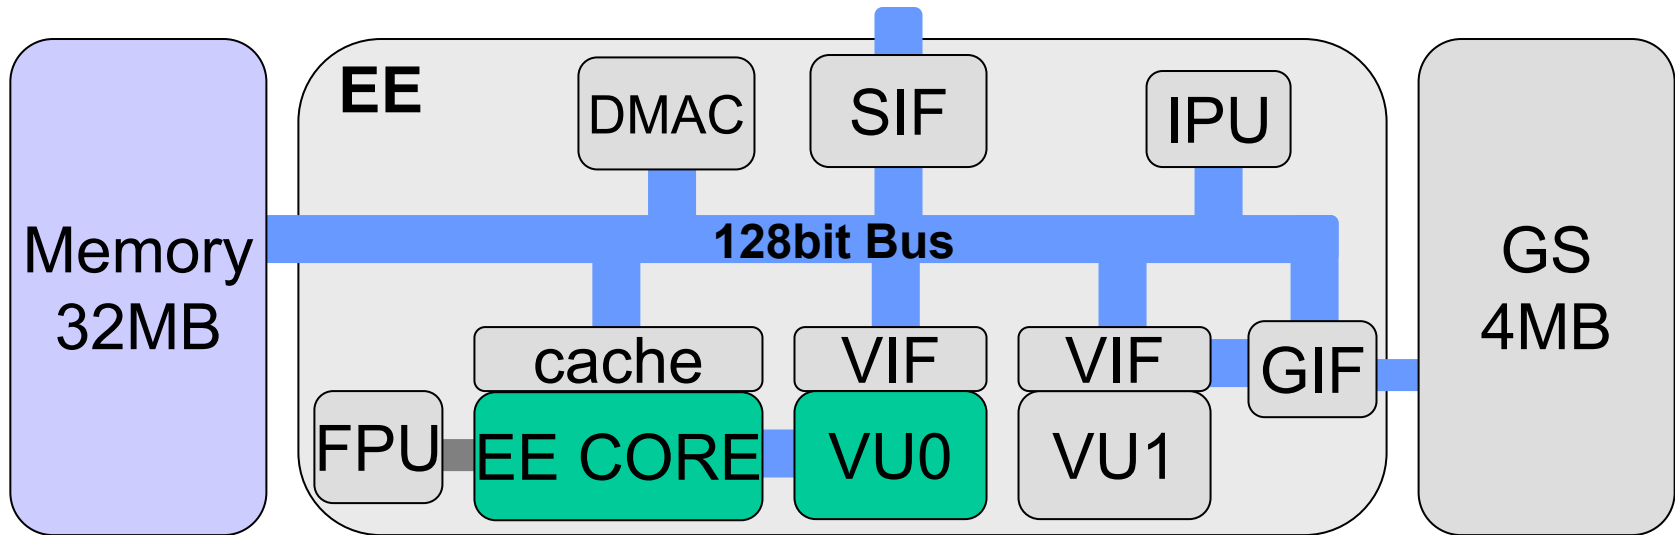 EE
DMAC
SIF
IPU
128bit Bus
Memory
32MB
GS
4MB
cache
VIF
VIF
GIF
FPU
EE CORE
VU0
VU1